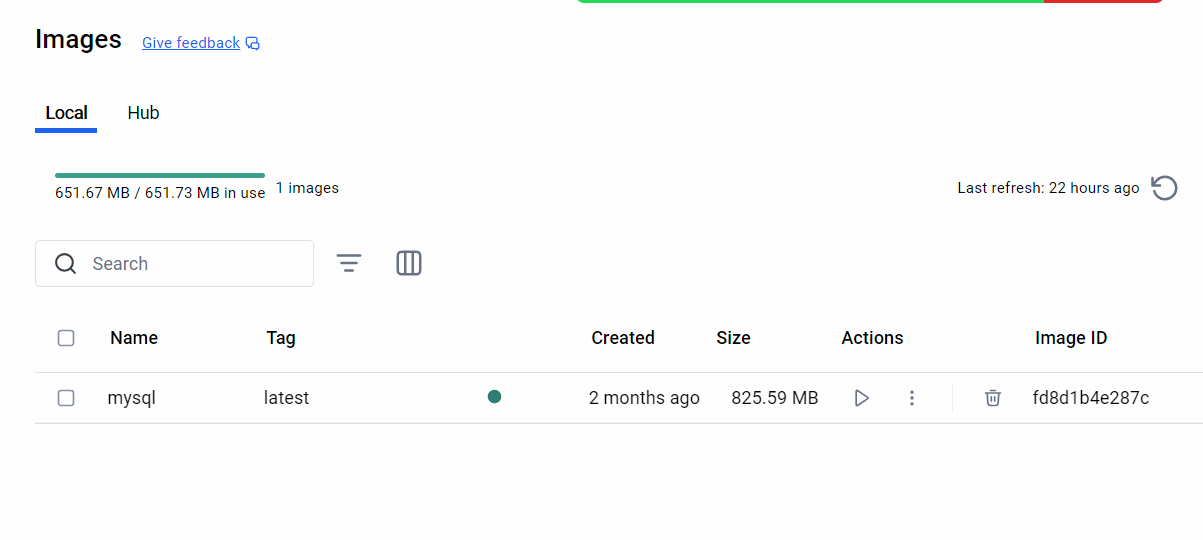 Images Give feedback
Local Hub
651.67 MB / 651.73 MB in use 1 images Last refresh: 22 hours ago
Search
Name Tag Created Size Actions Image ID
mysql latest 2 months ago 825.59 MB fd8d1b4e287c